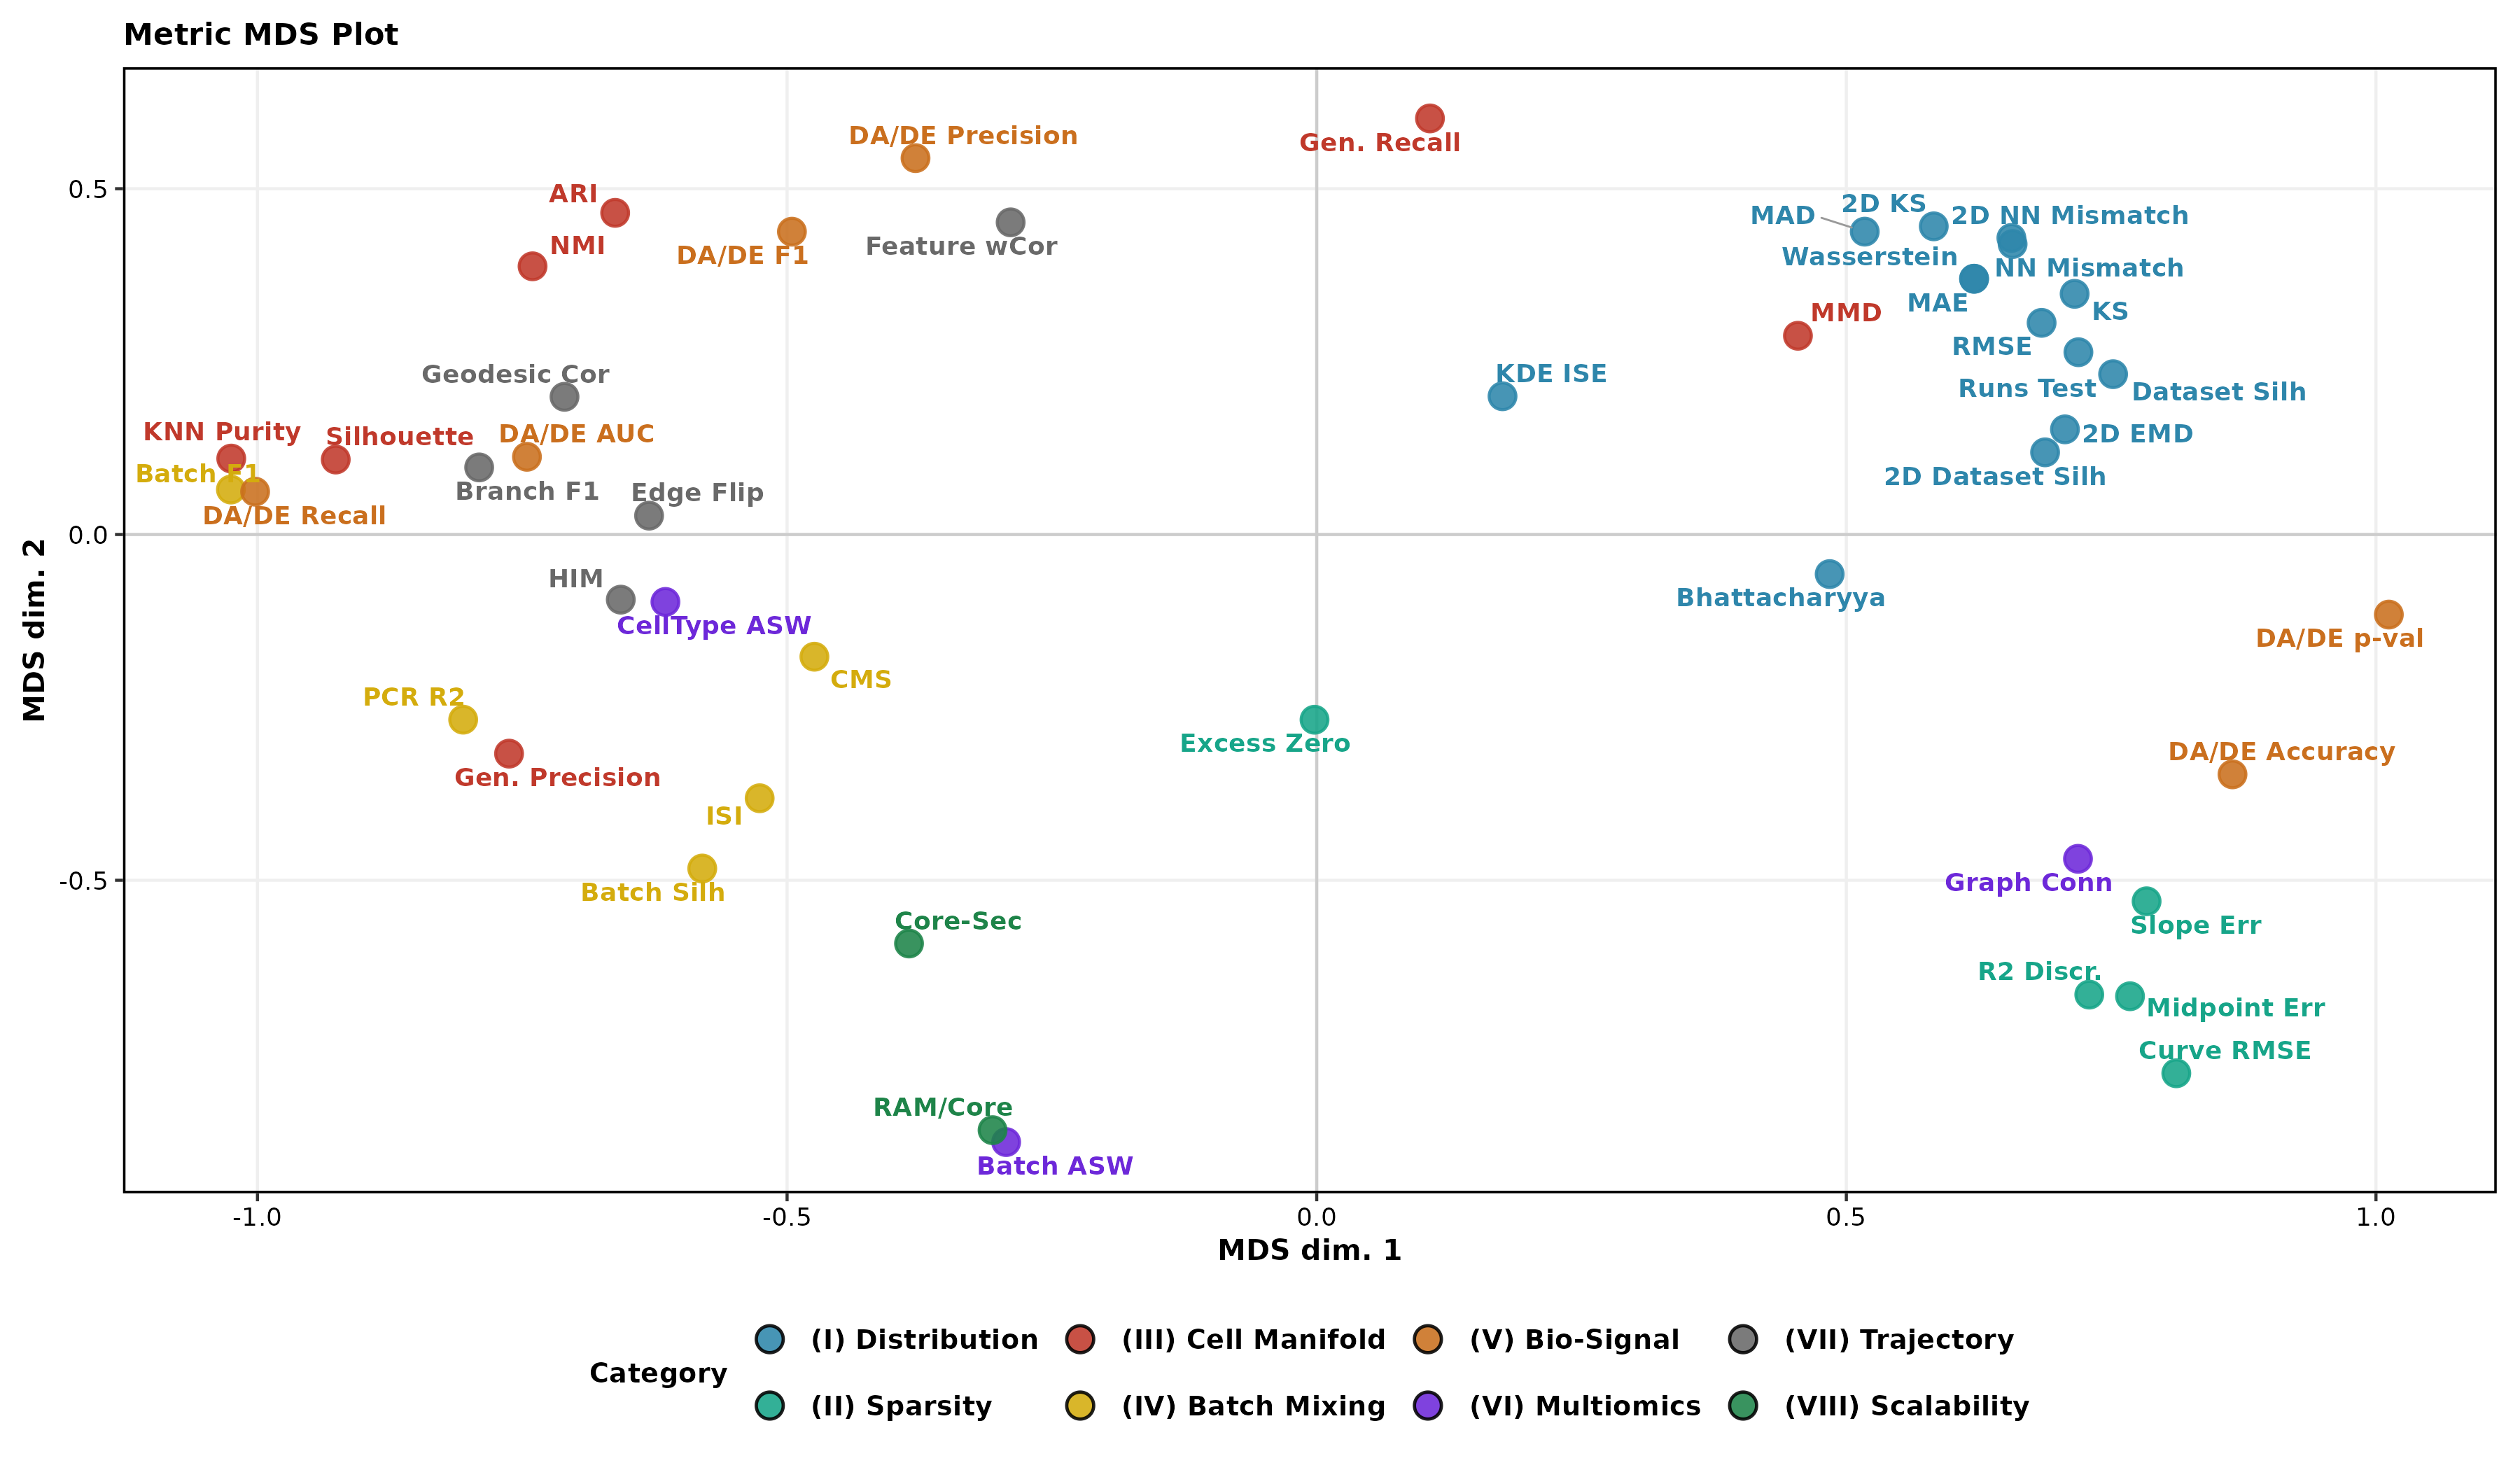 Metric MDS Plot
DA/DE Precision
Gen. Recall
ARI
2D KS
MAD
2D NN Mismatch
NMI
Feature wCor
DA/DE F1
Wasserstein
NN Mismatch
MAE
KS
MMD
RMSE
Geodesic Cor
KDE ISE
Runs Test
Dataset Silh
KNN Purity
Silhouette
DA/DE AUC
2D EMD
Batch F1
2D Dataset Silh
Branch F1
Edge Flip
DA/DE Recall
HIM
Bhattacharyya
CellType ASW
DA/DE p-val
CMS
PCR R2
Excess Zero
DA/DE Accuracy
Gen. Precision
ISI
Graph Conn
Batch Silh
Core-Sec
Slope Err
R2 Discr.
Midpoint Err
Curve RMSE
RAM/Core
Batch ASW
0.5
0.0
-0.5
MDS dim. 2
-1.0 -0.5 0.0 0.5 1.0
MDS dim. 1
Category
(I) Distribution (III) Cell Manifold (V) Bio-Signal (VII) Trajectory
(II) Sparsity (IV) Batch Mixing (VI) Multiomics (VIII) Scalability